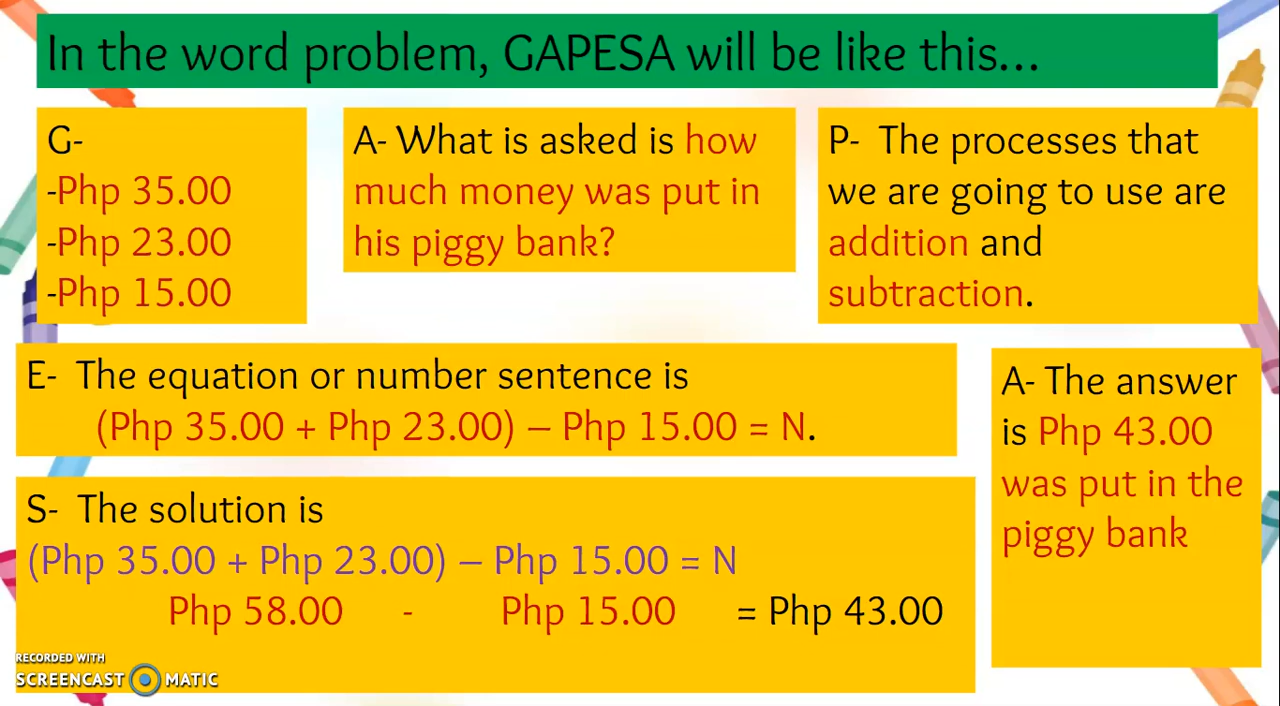 In the word problem, GAPESA will be like this...
G-
-Php 35.00
-Php 23.00
-Php 15.00
A- What is asked is how
much money was put in
his piggy bank?
P- The processes that
we are going to use are
addition and
subtraction.
E- The equation or number sentence is
(Php 35.00 + Php 23.00) – Php 15.00 = N.
S- The solution is
(Php 35.00 + Php 23.00) – Php 15.00 = N
Php 58.00 - Php 15.00 = Php 43.00
A- The answer
is Php 43.00
was put in the
piggy bank
RECORDED WITH
SCREENCAST MATIC